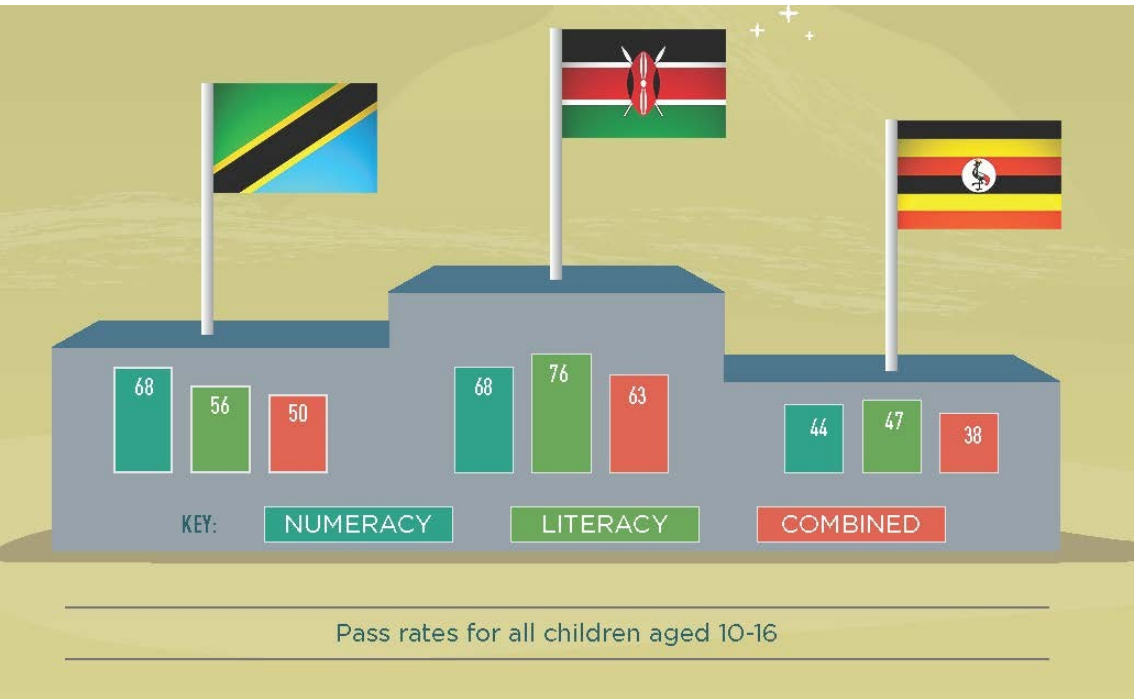 68 56 50
68 76 63
44 47 38
KEY: NUMERACY LITERACY COMBINED
Pass rates for all children aged 10-16